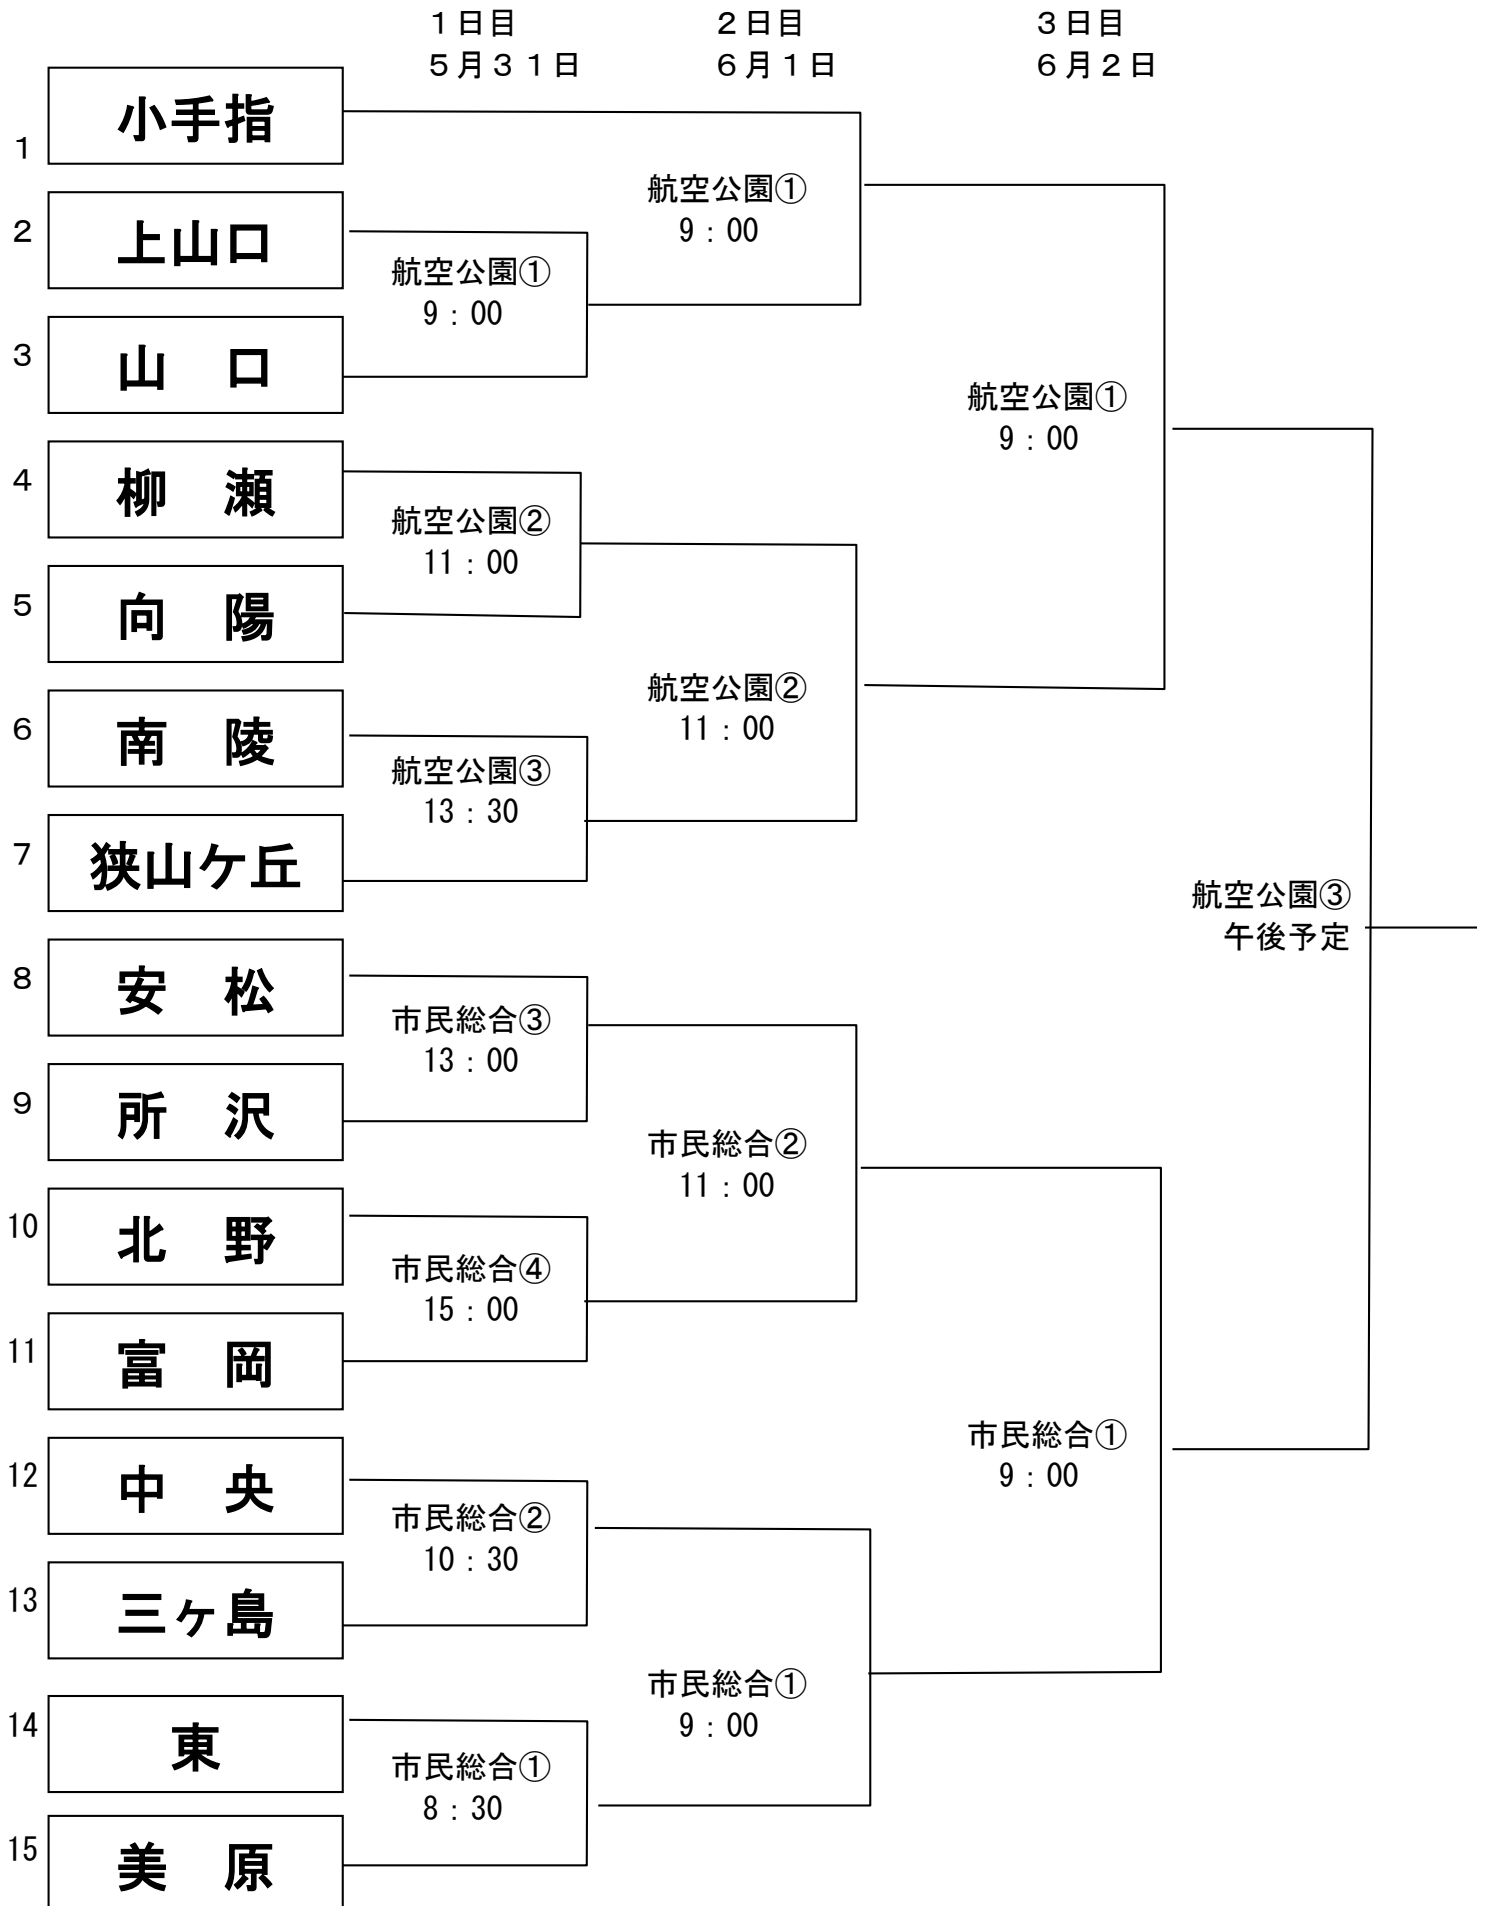 １日目 ２日目 ３日目
５月３１日 ６月１日 ６月２日
1 小手指
航空公園①
9：00
2 上山口
航空公園①
9：00
3 山　口
航空公園①
9：00
4 柳　瀬
航空公園②
11：00
5 向　陽
航空公園②
11：00
6 南　陵
航空公園③
13：30
7 狭山ケ丘
航空公園③
午後予定
8 安　松
市民総合③
13：00
9 所　沢
市民総合②
11：00
10 北　野
市民総合④
15：00
11 富　岡
市民総合①
9：00
12 中　央
市民総合②
10：30
13 三ヶ島
市民総合①
9：00
14 東
市民総合①
8：30
15 美　原